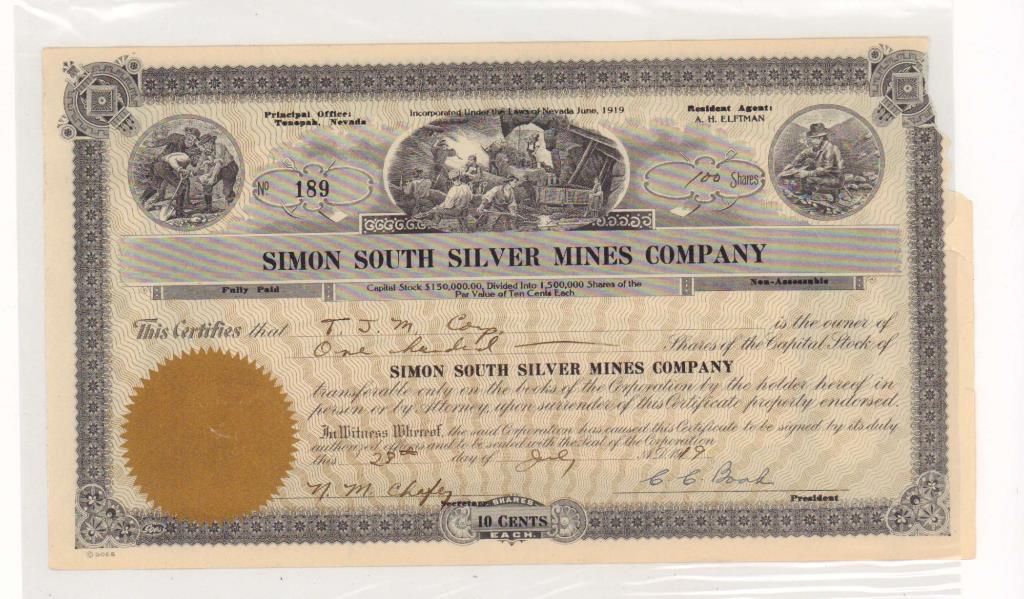 Principal Office:
Tonopah, Nevada
Incorporated Under the Laws of Nevada June, 1919
Resident Agent:
A. H. ELFTMAN
No 189
100 Shares
SIMON SOUTH SILVER MINES COMPANY
Fully Paid
Capital Stock $150,000.00, Divided Into 1,500,000 Shares of the
Par Value of Ten Cents Each
Non-Assessable
This Certifies that T. J. M. is the owner of
One hundred Shares of the Capital Stock of
SIMON SOUTH SILVER MINES COMPANY
transferable only on the books of the Corporation by the holder hereof in
person or by Attorney, upon surrender of this Certificate properly endorsed.
In Witness Whereof, the said Corporation has caused this Certificate to be signed by its duly
authorized officers and to be sealed with the Seal of the Corporation
this day of July A.D. 1919
N. M. C. C. Book
Secretary President
SHARES
10 CENTS
EACH.
© GOES